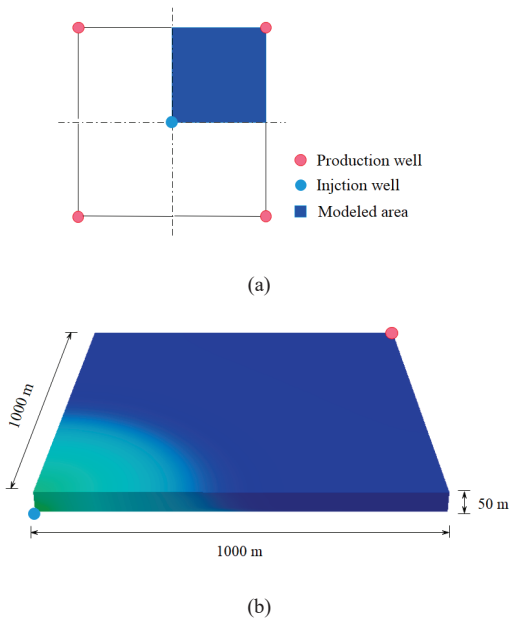 Production well
Injction well
Modeled area
(a)
1000 m
50 m
1000 m
(b)